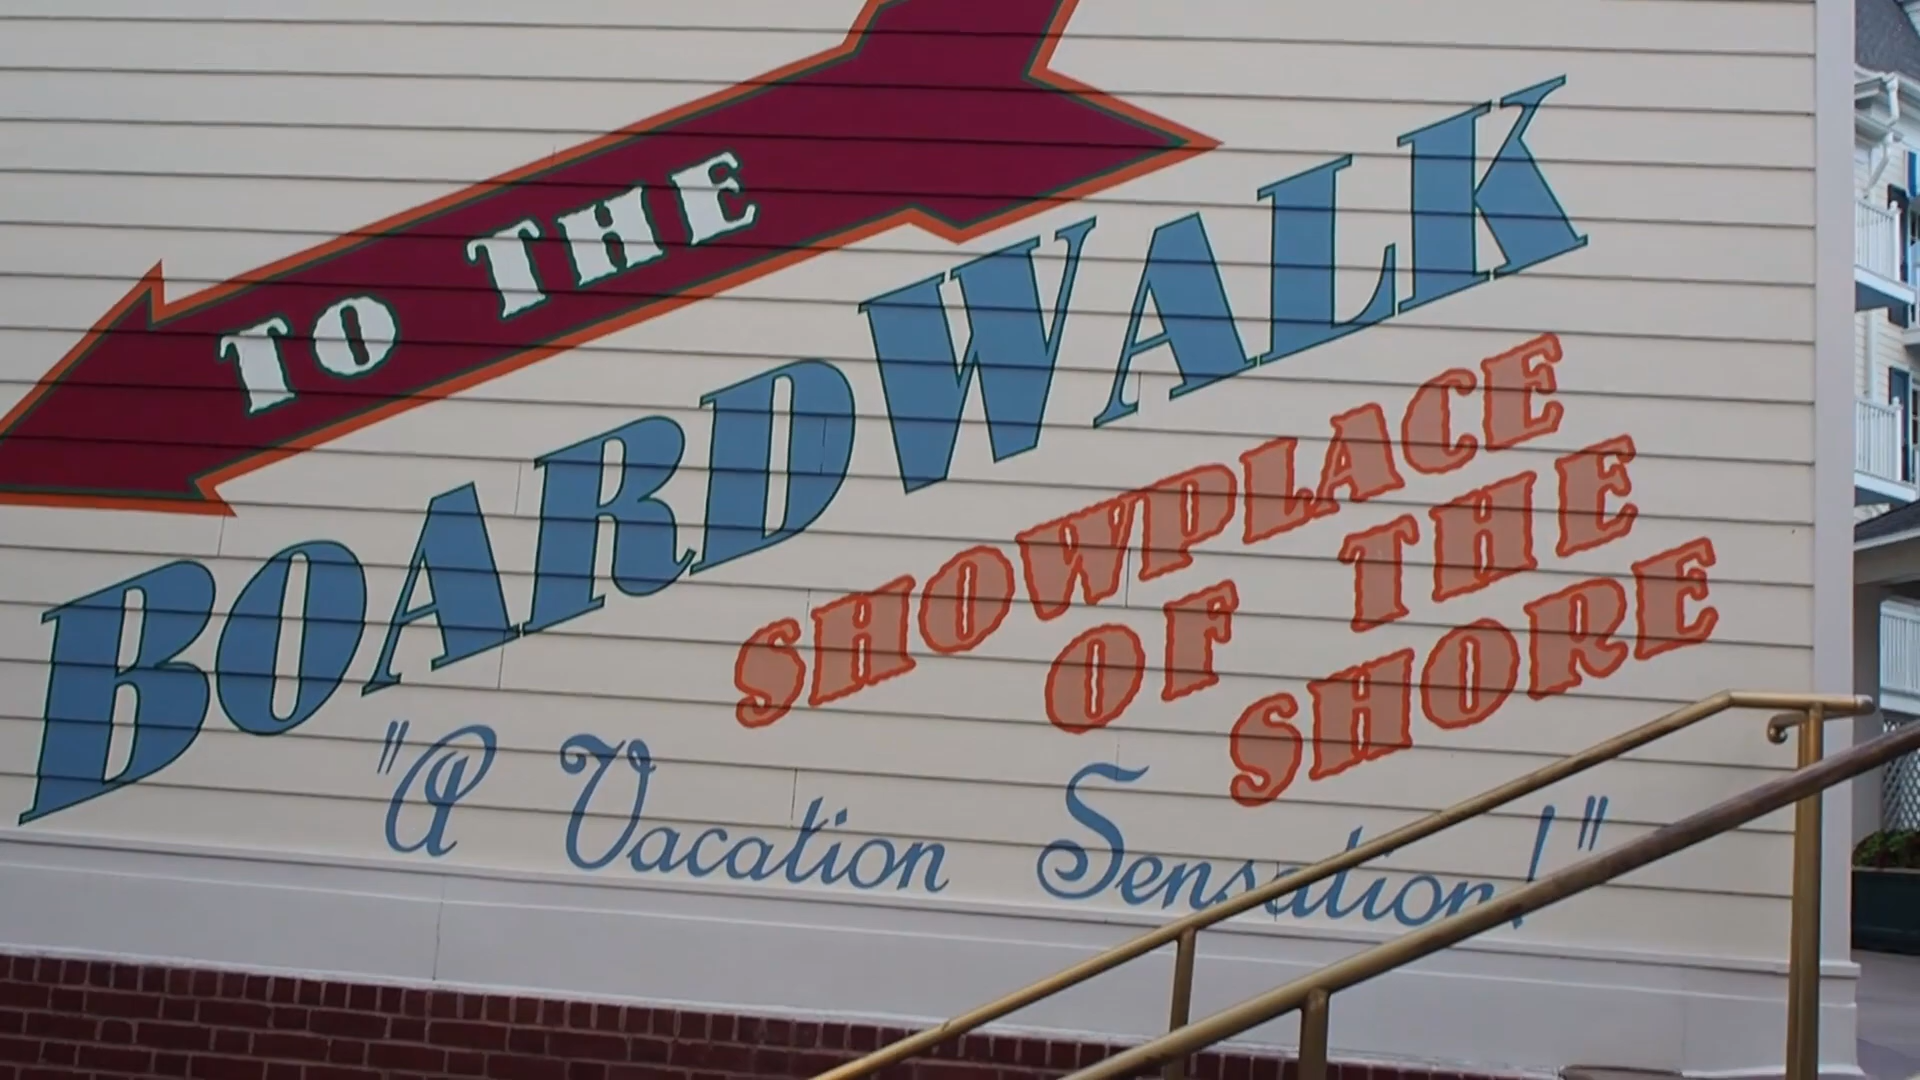 TO THE
BOARDWALK
SHOWPLACE
OF THE
SHORE
"A Vacation Sensation!"